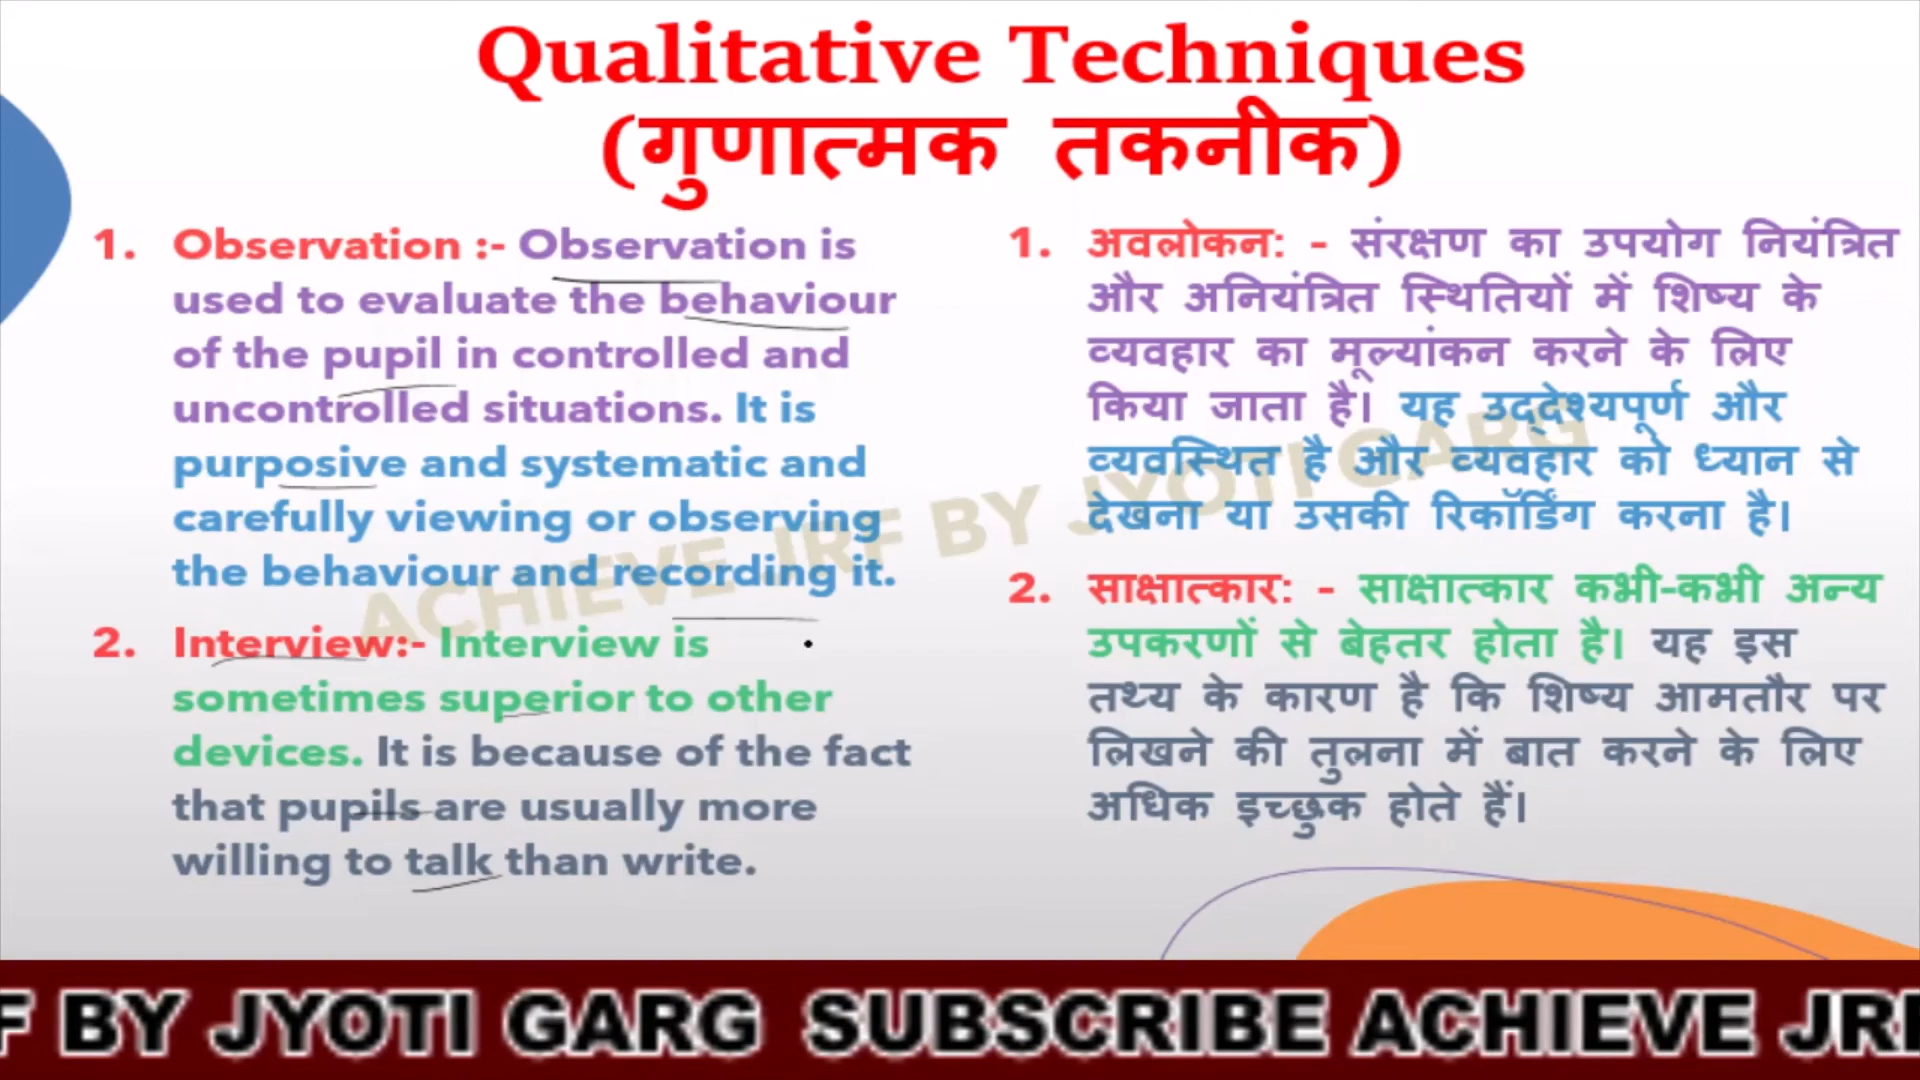 Qualitative Techniques
(गुणात्मक तकनीक)
1. Observation :- Observation is
used to evaluate the behaviour
of the pupil in controlled and
uncontrolled situations. It is
purposive and systematic and
carefully viewing or observing
the behaviour and recording it.
2. Interview:- Interview is
sometimes superior to other
devices. It is because of the fact
that pupils are usually more
willing to talk than write.
1. अवलोकन: - संरक्षण का उपयोग नियंत्रित
और अनियंत्रित स्थितियों में शिष्य के
व्यवहार का मूल्यांकन करने के लिए
किया जाता है। यह उद्देश्यपूर्ण और
व्यवस्थित है और व्यवहार को ध्यान से
देखना या उसकी रिकॉर्डिंग करना है।
2. साक्षात्कार: - साक्षात्कार कभी-कभी अन्य
उपकरणों से बेहतर होता है। यह इस
तथ्य के कारण है कि शिष्य आमतौर पर
लिखने की तुलना में बात करने के लिए
अधिक इच्छुक होते हैं।
ACHIEVE JRF BY JYOTI GARG
F BY JYOTI GARG SUBSCRIBE ACHIEVE JRF